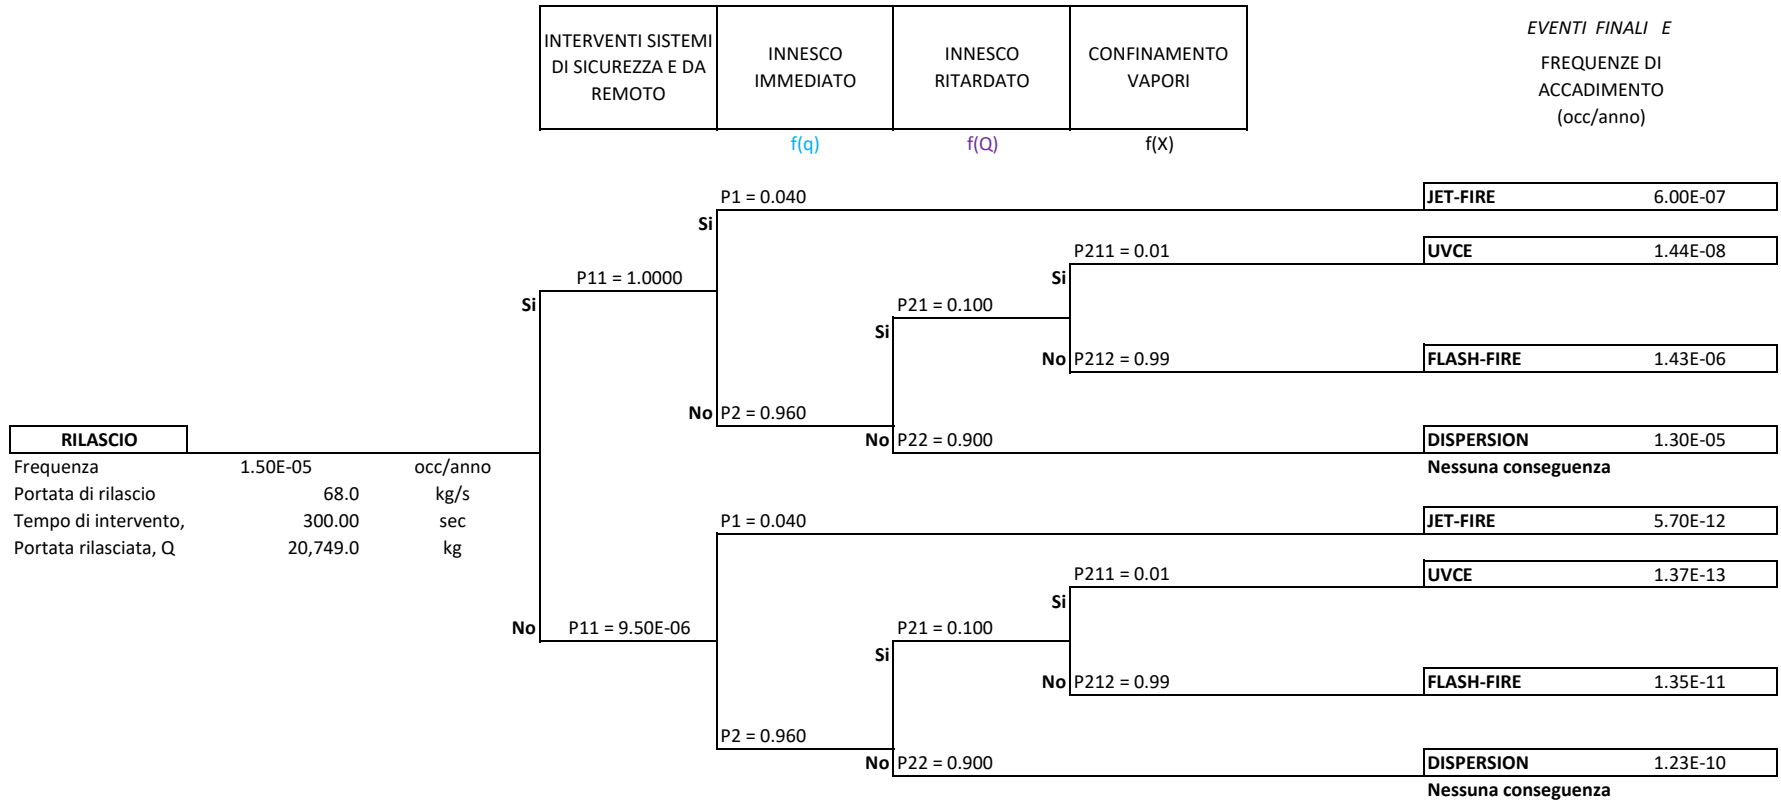 INTERVENTI SISTEMI
DI SICUREZZA E DA
REMOTO
INNESCO
IMMEDIATO
INNESCO
RITARDATO
CONFINAMENTO
VAPORI
EVENTI FINALI E
FREQUENZE DI
ACCADIMENTO
(occ/anno)
f(q)
f(Q)
f(X)
P1 = 0.040
JET-FIRE 6.00E-07
Si
P211 = 0.01
UVCE 1.44E-08
P11 = 1.0000
Si
Si
P21 = 0.100
Si
No P212 = 0.99
FLASH-FIRE 1.43E-06
No P2 = 0.960
RILASCIO
No P22 = 0.900
DISPERSION 1.30E-05
Frequenza 1.50E-05 occ/anno
Nessuna conseguenza
Portata di rilascio 68.0 kg/s
Tempo di intervento, 300.00 sec
P1 = 0.040
JET-FIRE 5.70E-12
Portata rilasciata, Q 20,749.0 kg
P211 = 0.01
UVCE 1.37E-13
Si
No P11 = 9.50E-06
P21 = 0.100
Si
No P212 = 0.99
FLASH-FIRE 1.35E-11
P2 = 0.960
No P22 = 0.900
DISPERSION 1.23E-10
Nessuna conseguenza